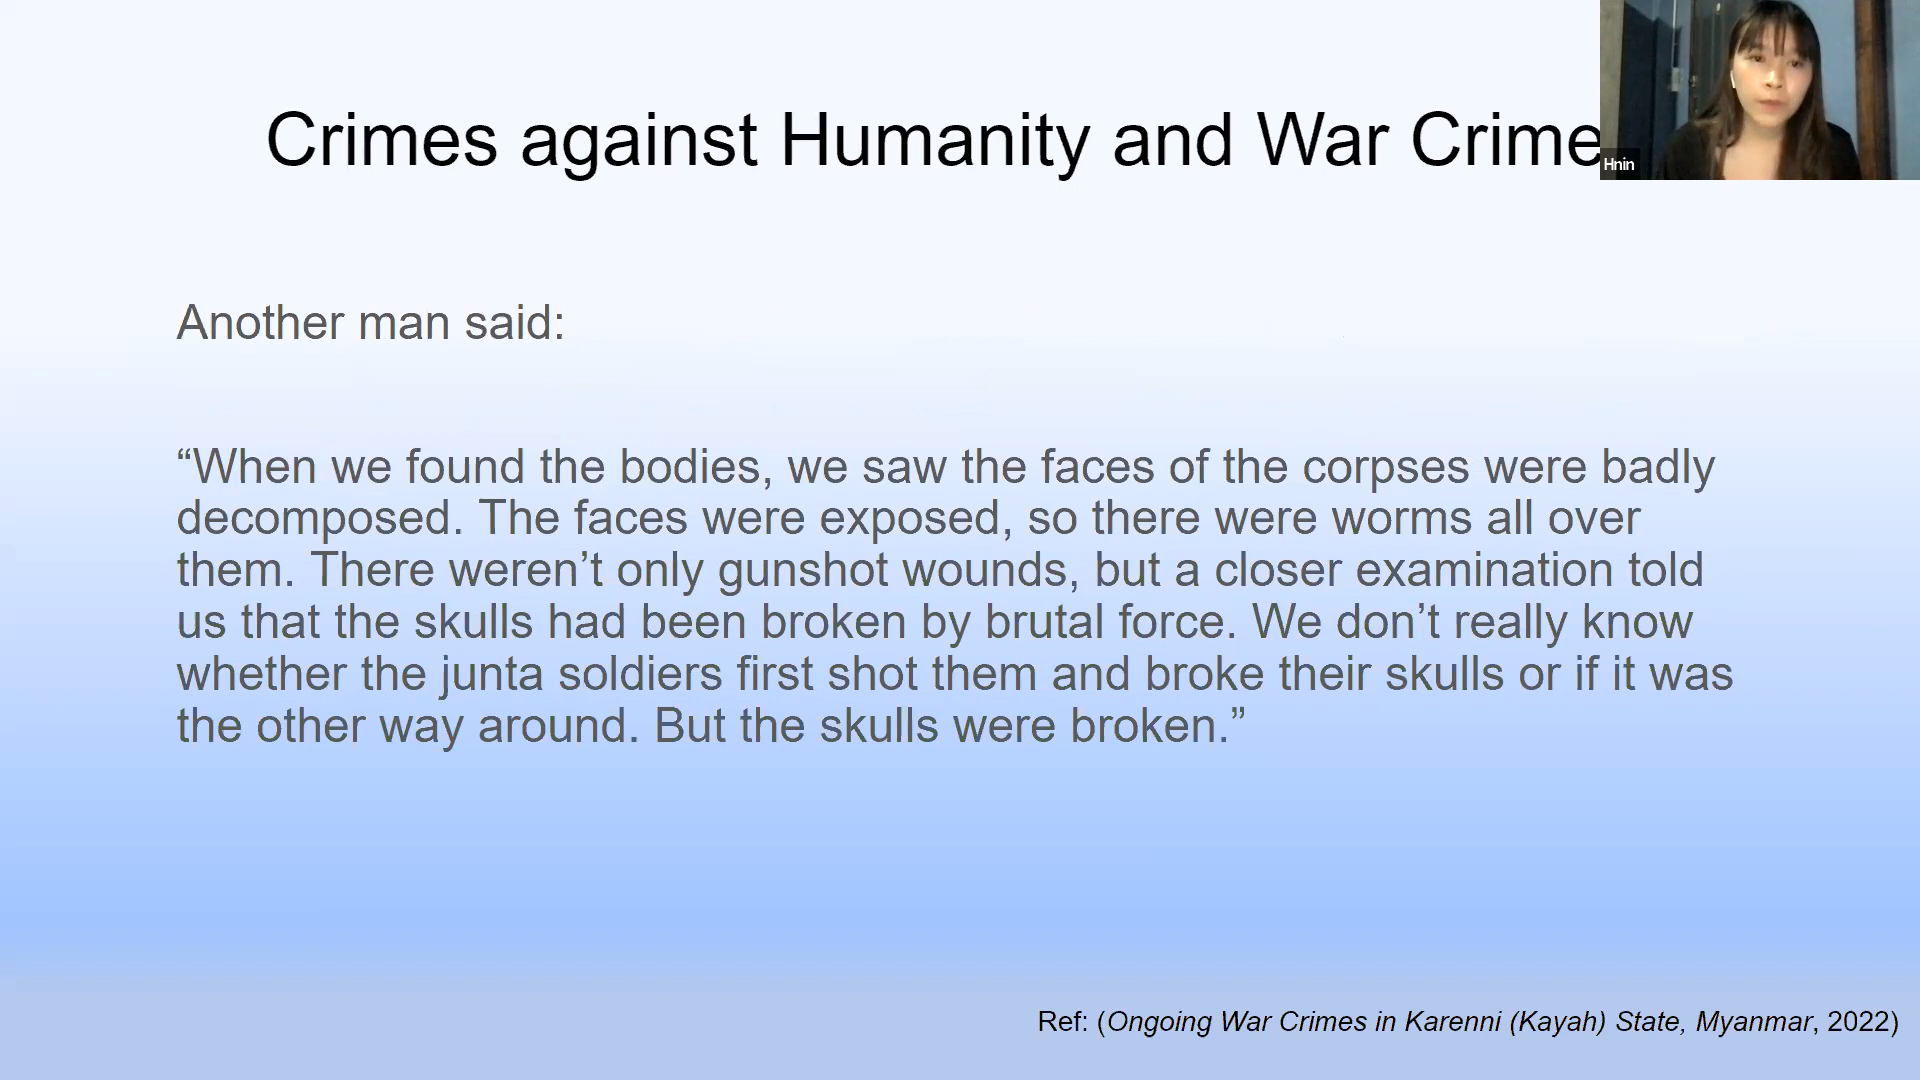 Crimes against Humanity and War Crime
Hnin
Another man said:
“When we found the bodies, we saw the faces of the corpses were badly
decomposed. The faces were exposed, so there were worms all over
them. There weren’t only gunshot wounds, but a closer examination told
us that the skulls had been broken by brutal force. We don’t really know
whether the junta soldiers first shot them and broke their skulls or if it was
the other way around. But the skulls were broken.”
Ref: (Ongoing War Crimes in Karenni (Kayah) State, Myanmar, 2022)